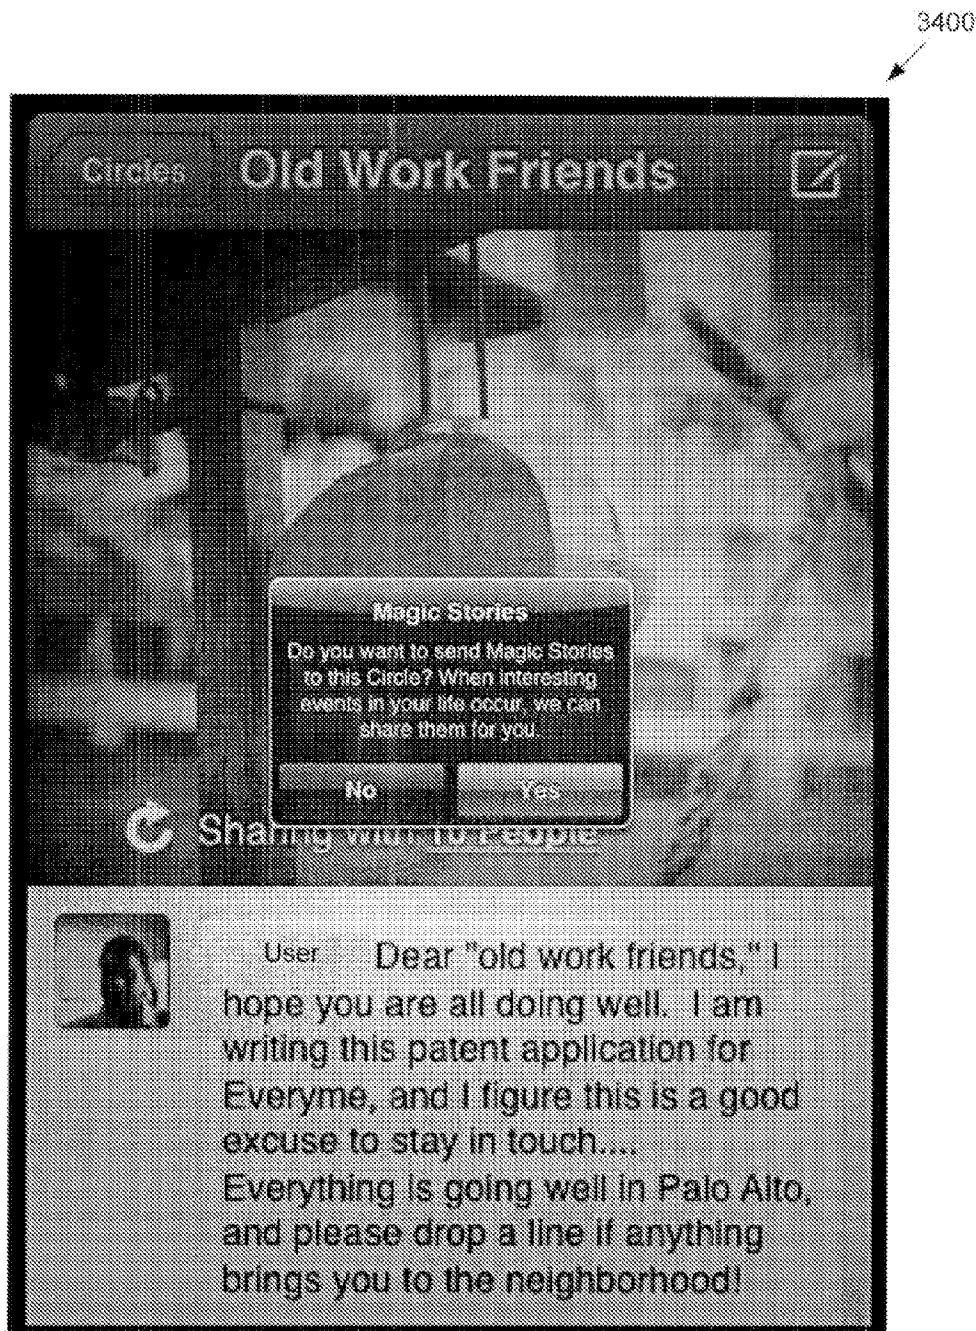 3400
Circles Old Work Friends
Magic Stories
Do you want to send Magic Stories
to this Circle? When interesting
events in your life occur, we can
share them for you.
No Yes
Sharing with 10 People
User Dear "old work friends," I
hope you are all doing well. I am
writing this patent application for
Everyme, and I figure this is a good
excuse to stay in touch....
Everything is going well in Palo Alto,
and please drop a line if anything
brings you to the neighborhood!